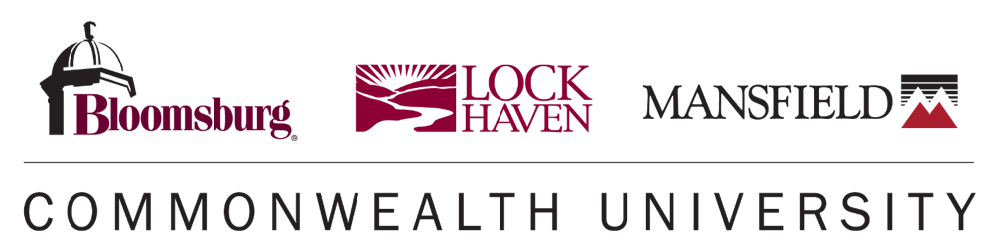 Bloomsburg®
LOCK
HAVEN
MANSFIELD
COMMONWEALTH UNIVERSITY